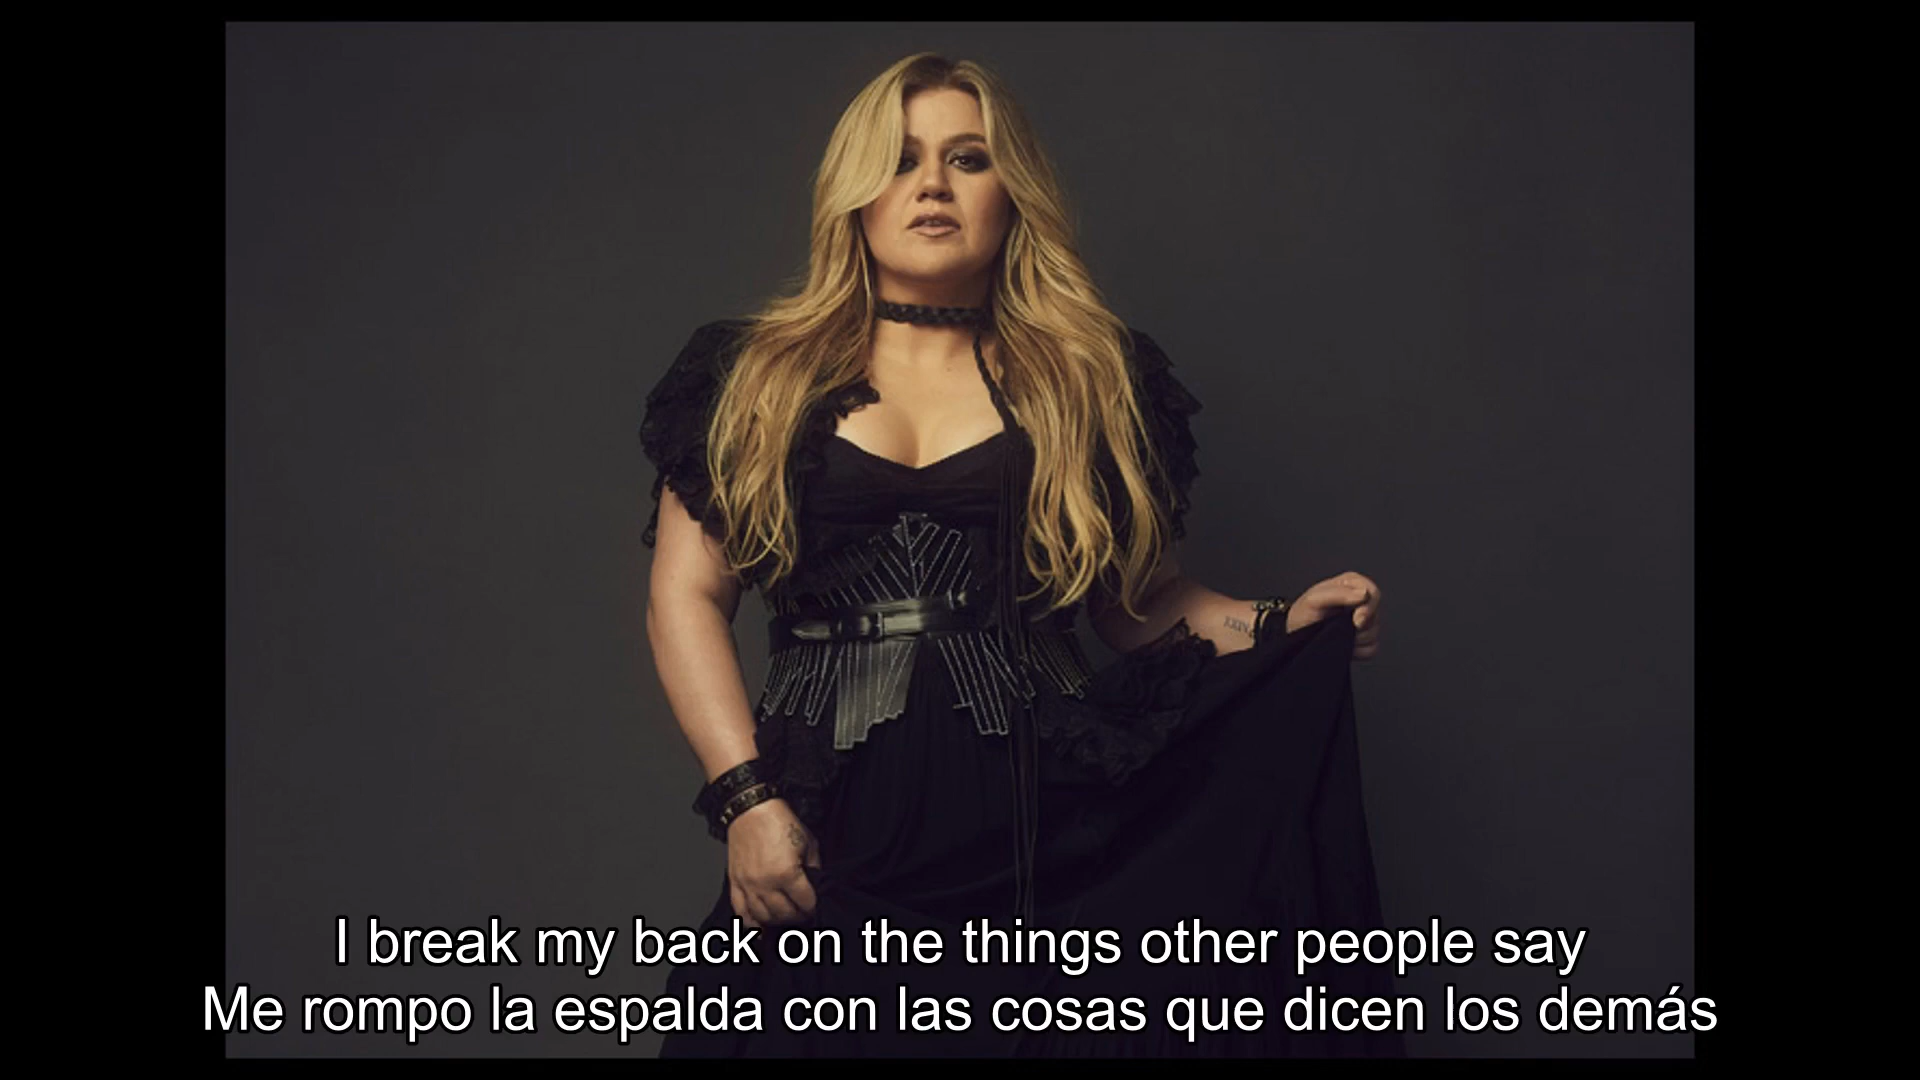 I break my back on the things other people say
Me rompo la espalda con las cosas que dicen los demás